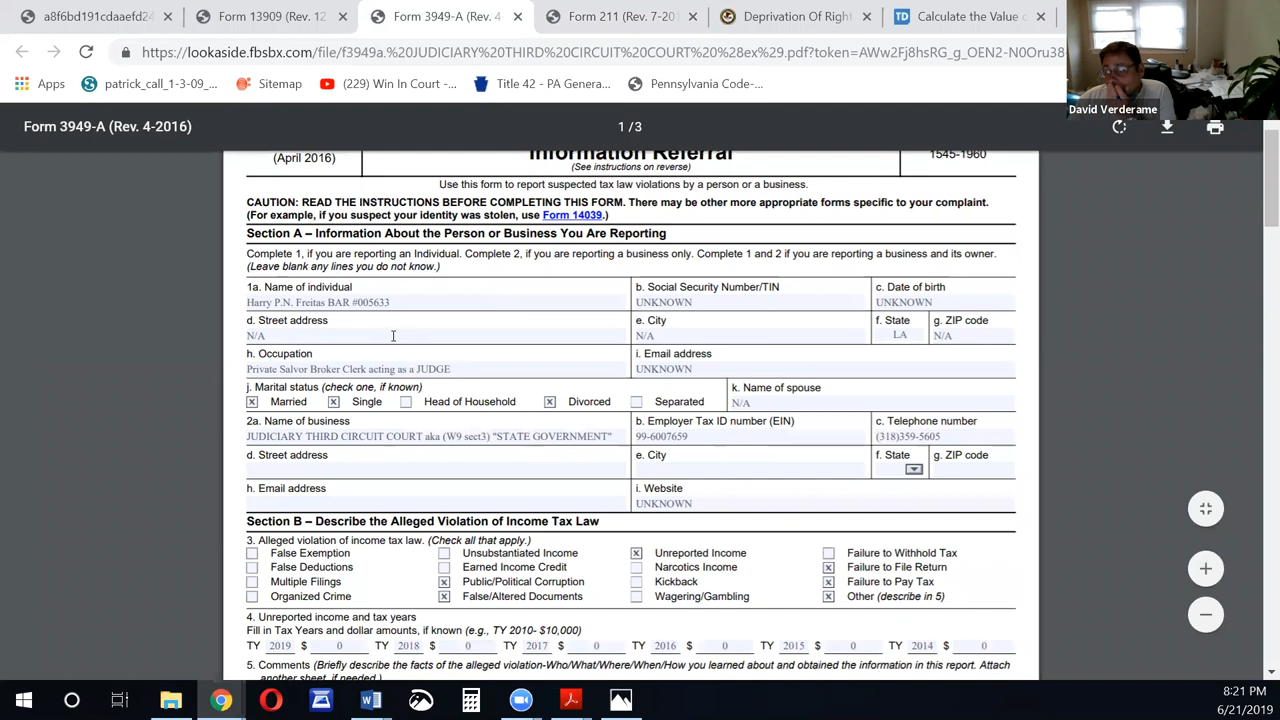 a8f6bd191cdaaefd24
Form 13909 (Rev. 12
Form 3949-A (Rev. 4
Form 211 (Rev. 7-20
Deprivation Of Righ
Calculate the Value o
https://lookaside.fbsbx.com/file/f3949a.%20JUDICIARY%20THIRD%20CIRCUIT%20COURT%20%28ex%29.pdf?token=AWw2Fj8hsRG_g_OEN2-N0Oru38
Apps
patrick_call_1-3-09_...
Sitemap
(229) Win In Court -...
Title 42 - PA Genera...
Pennsylvania Code-...
David Verderame
Form 3949-A (Rev. 4-2016)
1 / 3
(April 2016)
Information Referral
1545-1960
(See instructions on reverse)
Use this form to report suspected tax law violations by a person or a business.
CAUTION: READ THE INSTRUCTIONS BEFORE COMPLETING THIS FORM. There may be other more appropriate forms specific to your complaint.
(For example, if you suspect your identity was stolen, use Form 14039.)
Section A – Information About the Person or Business You Are Reporting
Complete 1, if you are reporting an Individual. Complete 2, if you are reporting a business only. Complete 1 and 2 if you are reporting a business and its owner.
(Leave blank any lines you do not know.)
1a. Name of individual
b. Social Security Number/TIN
c. Date of birth
Harry P.N. Freitas BAR #005633
UNKNOWN
UNKNOWN
d. Street address
e. City
f. State
g. ZIP code
N/A
N/A
LA
N/A
h. Occupation
i. Email address
Private Salvor Broker Clerk acting as a JUDGE
UNKNOWN
j. Marital status (check one, if known)
k. Name of spouse
x Married
x Single
Head of Household
x Divorced
Separated
N/A
2a. Name of business
b. Employer Tax ID number (EIN)
c. Telephone number
JUDICIARY THIRD CIRCUIT COURT aka (W9 sect3) "STATE GOVERNMENT"
99-6007659
(318)359-5605
d. Street address
e. City
f. State
g. ZIP code
h. Email address
i. Website
UNKNOWN
Section B – Describe the Alleged Violation of Income Tax Law
3. Alleged violation of income tax law. (Check all that apply.)
False Exemption
Unsubstantiated Income
x Unreported Income
Failure to Withhold Tax
False Deductions
Earned Income Credit
Narcotics Income
x Failure to File Return
Multiple Filings
x Public/Political Corruption
Kickback
x Failure to Pay Tax
Organized Crime
x False/Altered Documents
Wagering/Gambling
x Other (describe in 5)
4. Unreported income and tax years
Fill in Tax Years and dollar amounts, if known (e.g., TY 2010- $10,000)
TY 2019 $ 0 TY 2018 $ 0 TY 2017 $ 0 TY 2016 $ 0 TY 2015 $ 0 TY 2014 $ 0
5. Comments (Briefly describe the facts of the alleged violation-Who/What/Where/When/How you learned about and obtained the information in this report. Attach
another sheet, if needed.)
8:21 PM
6/21/2019